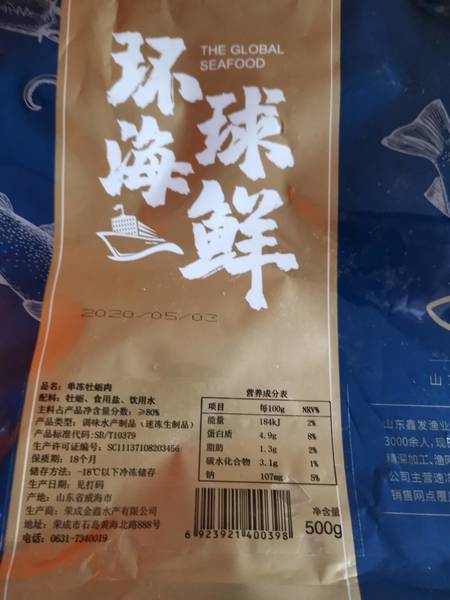 环球海鲜
THE GLOBAL
SEAFOOD
2020/05/03
品名：单冻牡蛎肉
配料：牡蛎、食用盐、饮用水
主料占产品净含量分数：≥80%
产品类型：调味水产制品（速冻生制品）
产品标准代号：SB/T10379
生产许可证编号：SC11137108203456
保质期：18个月
储存方法：-18℃以下冷冻储存
生产日期：见打码
产地：山东省威海市
生产商：荣成金鑫水产有限公司
地址：荣成市石岛黄海北路888号
电话：0631-7340019
营养成分表
项目 每100g NRV%
能量 184kJ 2%
蛋白质 4.9g 8%
脂肪 1.3g 2%
碳水化合物 3.1g 1%
钠 107mg 5%
6 923921 400398
500g
山
山东鑫发渔业
3000余人,现
精深加工、渔
公司主营速
销售网点覆